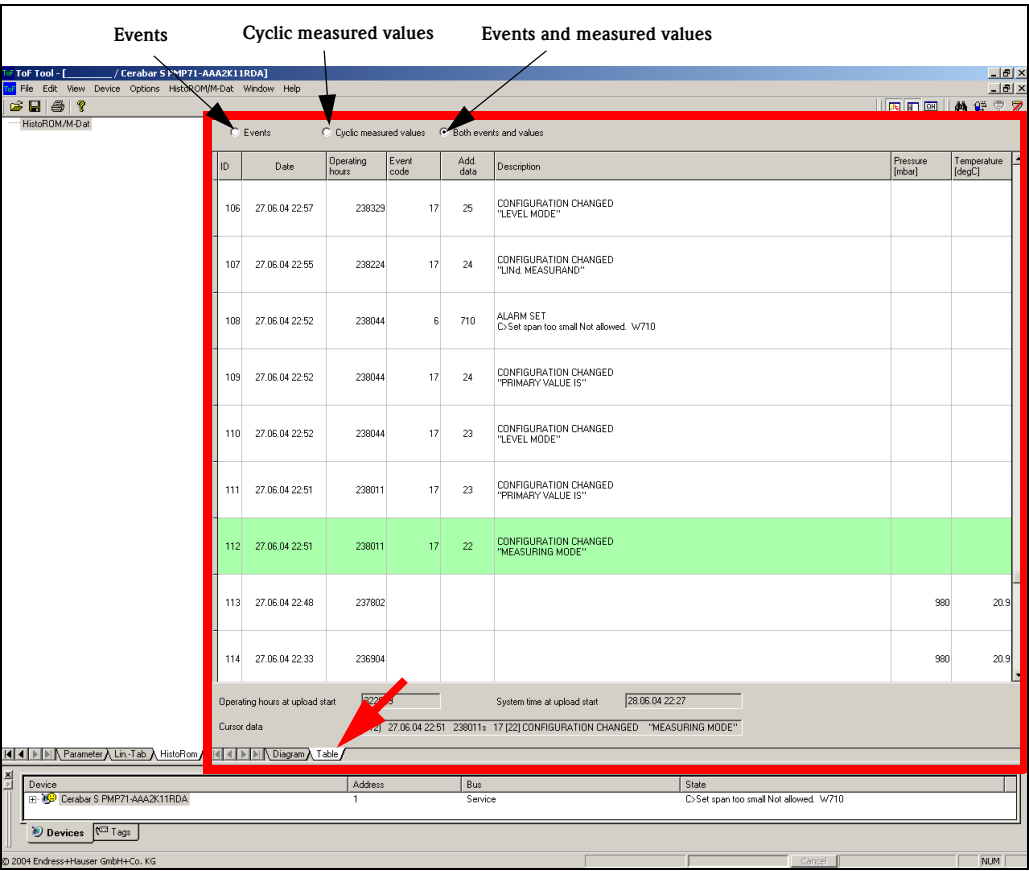 Events
Cyclic measured values
Events and measured values
ToF Tool - [ / Cerabar S PMP71-AAA2K11RDA]
File Edit View Device Options HistoROM/M-Dat Window Help
HistoROM/M-Dat
Events Cyclic measured values Both events and values
ID Date Operating hours Event code Add. data Description Pressure [mbar] Temperature [degC]
106 27.06.04 22:57 238329 17 25 CONFIGURATION CHANGED
"LEVEL MODE"
107 27.06.04 22:55 238224 17 24 CONFIGURATION CHANGED
"LINd. MEASURAND"
108 27.06.04 22:52 238044 6 710 ALARM SET
C>Set span too small Not allowed. W710
109 27.06.04 22:52 238044 17 24 CONFIGURATION CHANGED
"PRIMARY VALUE IS"
110 27.06.04 22:52 238044 17 23 CONFIGURATION CHANGED
"LEVEL MODE"
111 27.06.04 22:51 238011 17 23 CONFIGURATION CHANGED
"PRIMARY VALUE IS"
112 27.06.04 22:51 238011 17 22 CONFIGURATION CHANGED
"MEASURING MODE"
113 27.06.04 22:48 237802 980 20.9
114 27.06.04 22:33 236904 980 20.9
Operating hours at upload start System time at upload start 28.06.04 22:27
Cursor data 27.06.04 22:51 238011s 17 [22] CONFIGURATION CHANGED "MEASURING MODE"
Parameter Lin.-Tab. HistoRom Diagram Table
Device Address Bus State
Cerabar S PMP71-AAA2K11RDA 1 Service C>Set span too small Not allowed. W710
Devices Tags
© 2004 Endress+Hauser GmbH+Co. KG Cancel NUM